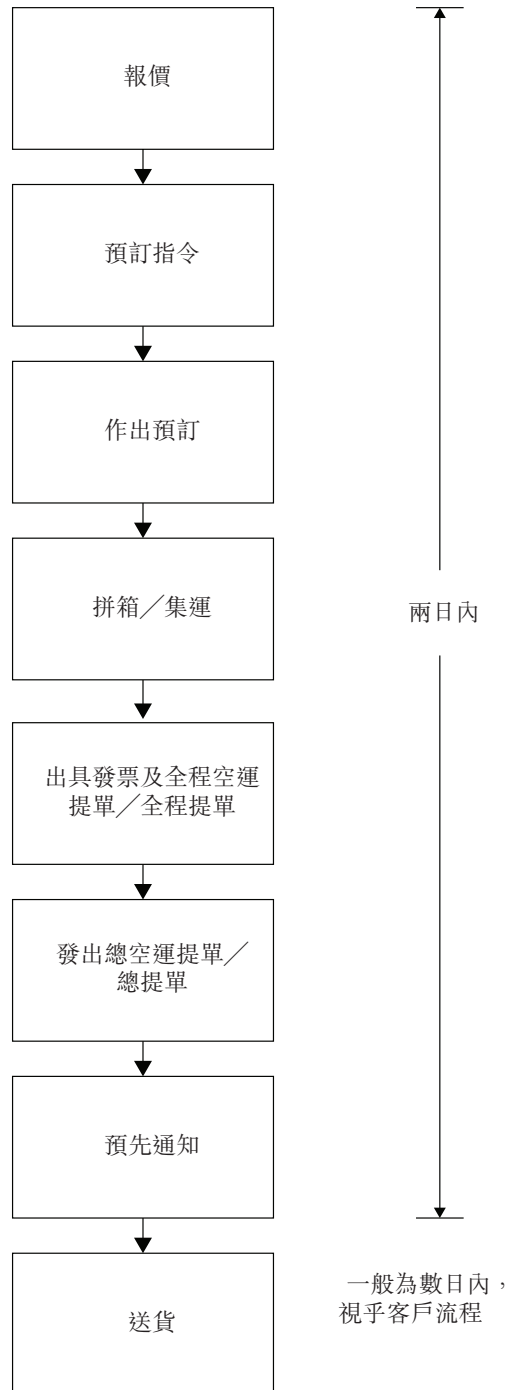 報價
預訂指令
作出預訂
拼箱／集運
兩日內
出具發票及全程空運
提單／全程提單
發出總空運提單／
總提單
預先通知
送貨
一般為數日內，
視乎客戶流程